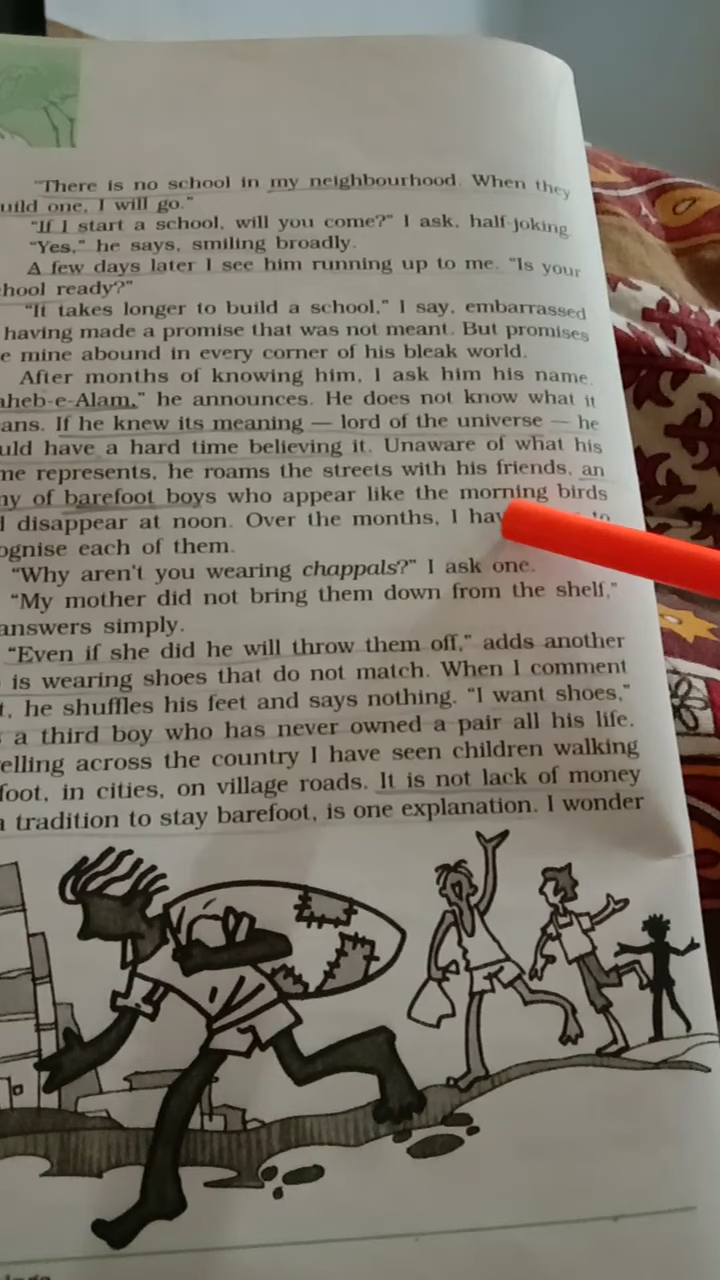 "There is no school in my neighbourhood. When they
uild one, I will go."
"If I start a school, will you come?" I ask, half-joking.
"Yes," he says, smiling broadly.
A few days later I see him running up to me. "Is your
hool ready?"
"It takes longer to build a school," I say, embarrassed
having made a promise that was not meant. But promises
e mine abound in every corner of his bleak world.
After months of knowing him, I ask him his name.
aheb-e-Alam," he announces. He does not know what it
ans. If he knew its meaning — lord of the universe — he
uld have a hard time believing it. Unaware of what his
me represents, he roams the streets with his friends, an
ny of barefoot boys who appear like the morning birds
d disappear at noon. Over the months, I hav to
ognise each of them.
"Why aren't you wearing chappals?" I ask one.
"My mother did not bring them down from the shelf,"
answers simply.
"Even if she did he will throw them off," adds another
is wearing shoes that do not match. When I comment
t, he shuffles his feet and says nothing. "I want shoes,"
s a third boy who has never owned a pair all his life.
elling across the country I have seen children walking
foot, in cities, on village roads. It is not lack of money
a tradition to stay barefoot, is one explanation. I wonder